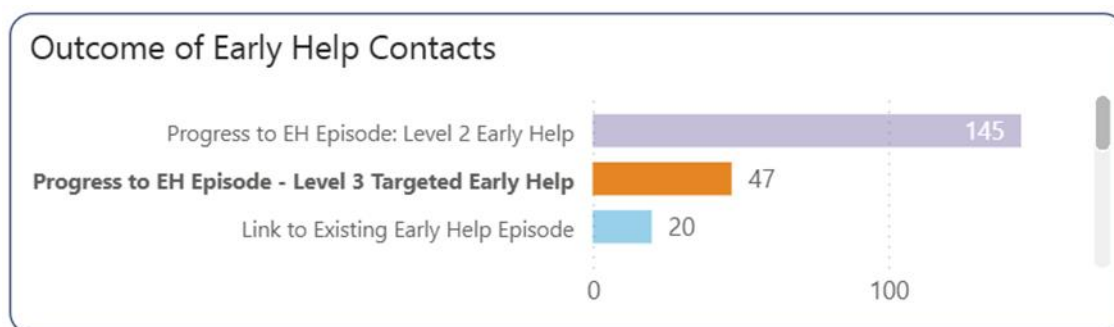 Outcome of Early Help Contacts
Progress to EH Episode: Level 2 Early Help 145
Progress to EH Episode - Level 3 Targeted Early Help 47
Link to Existing Early Help Episode 20
0 100